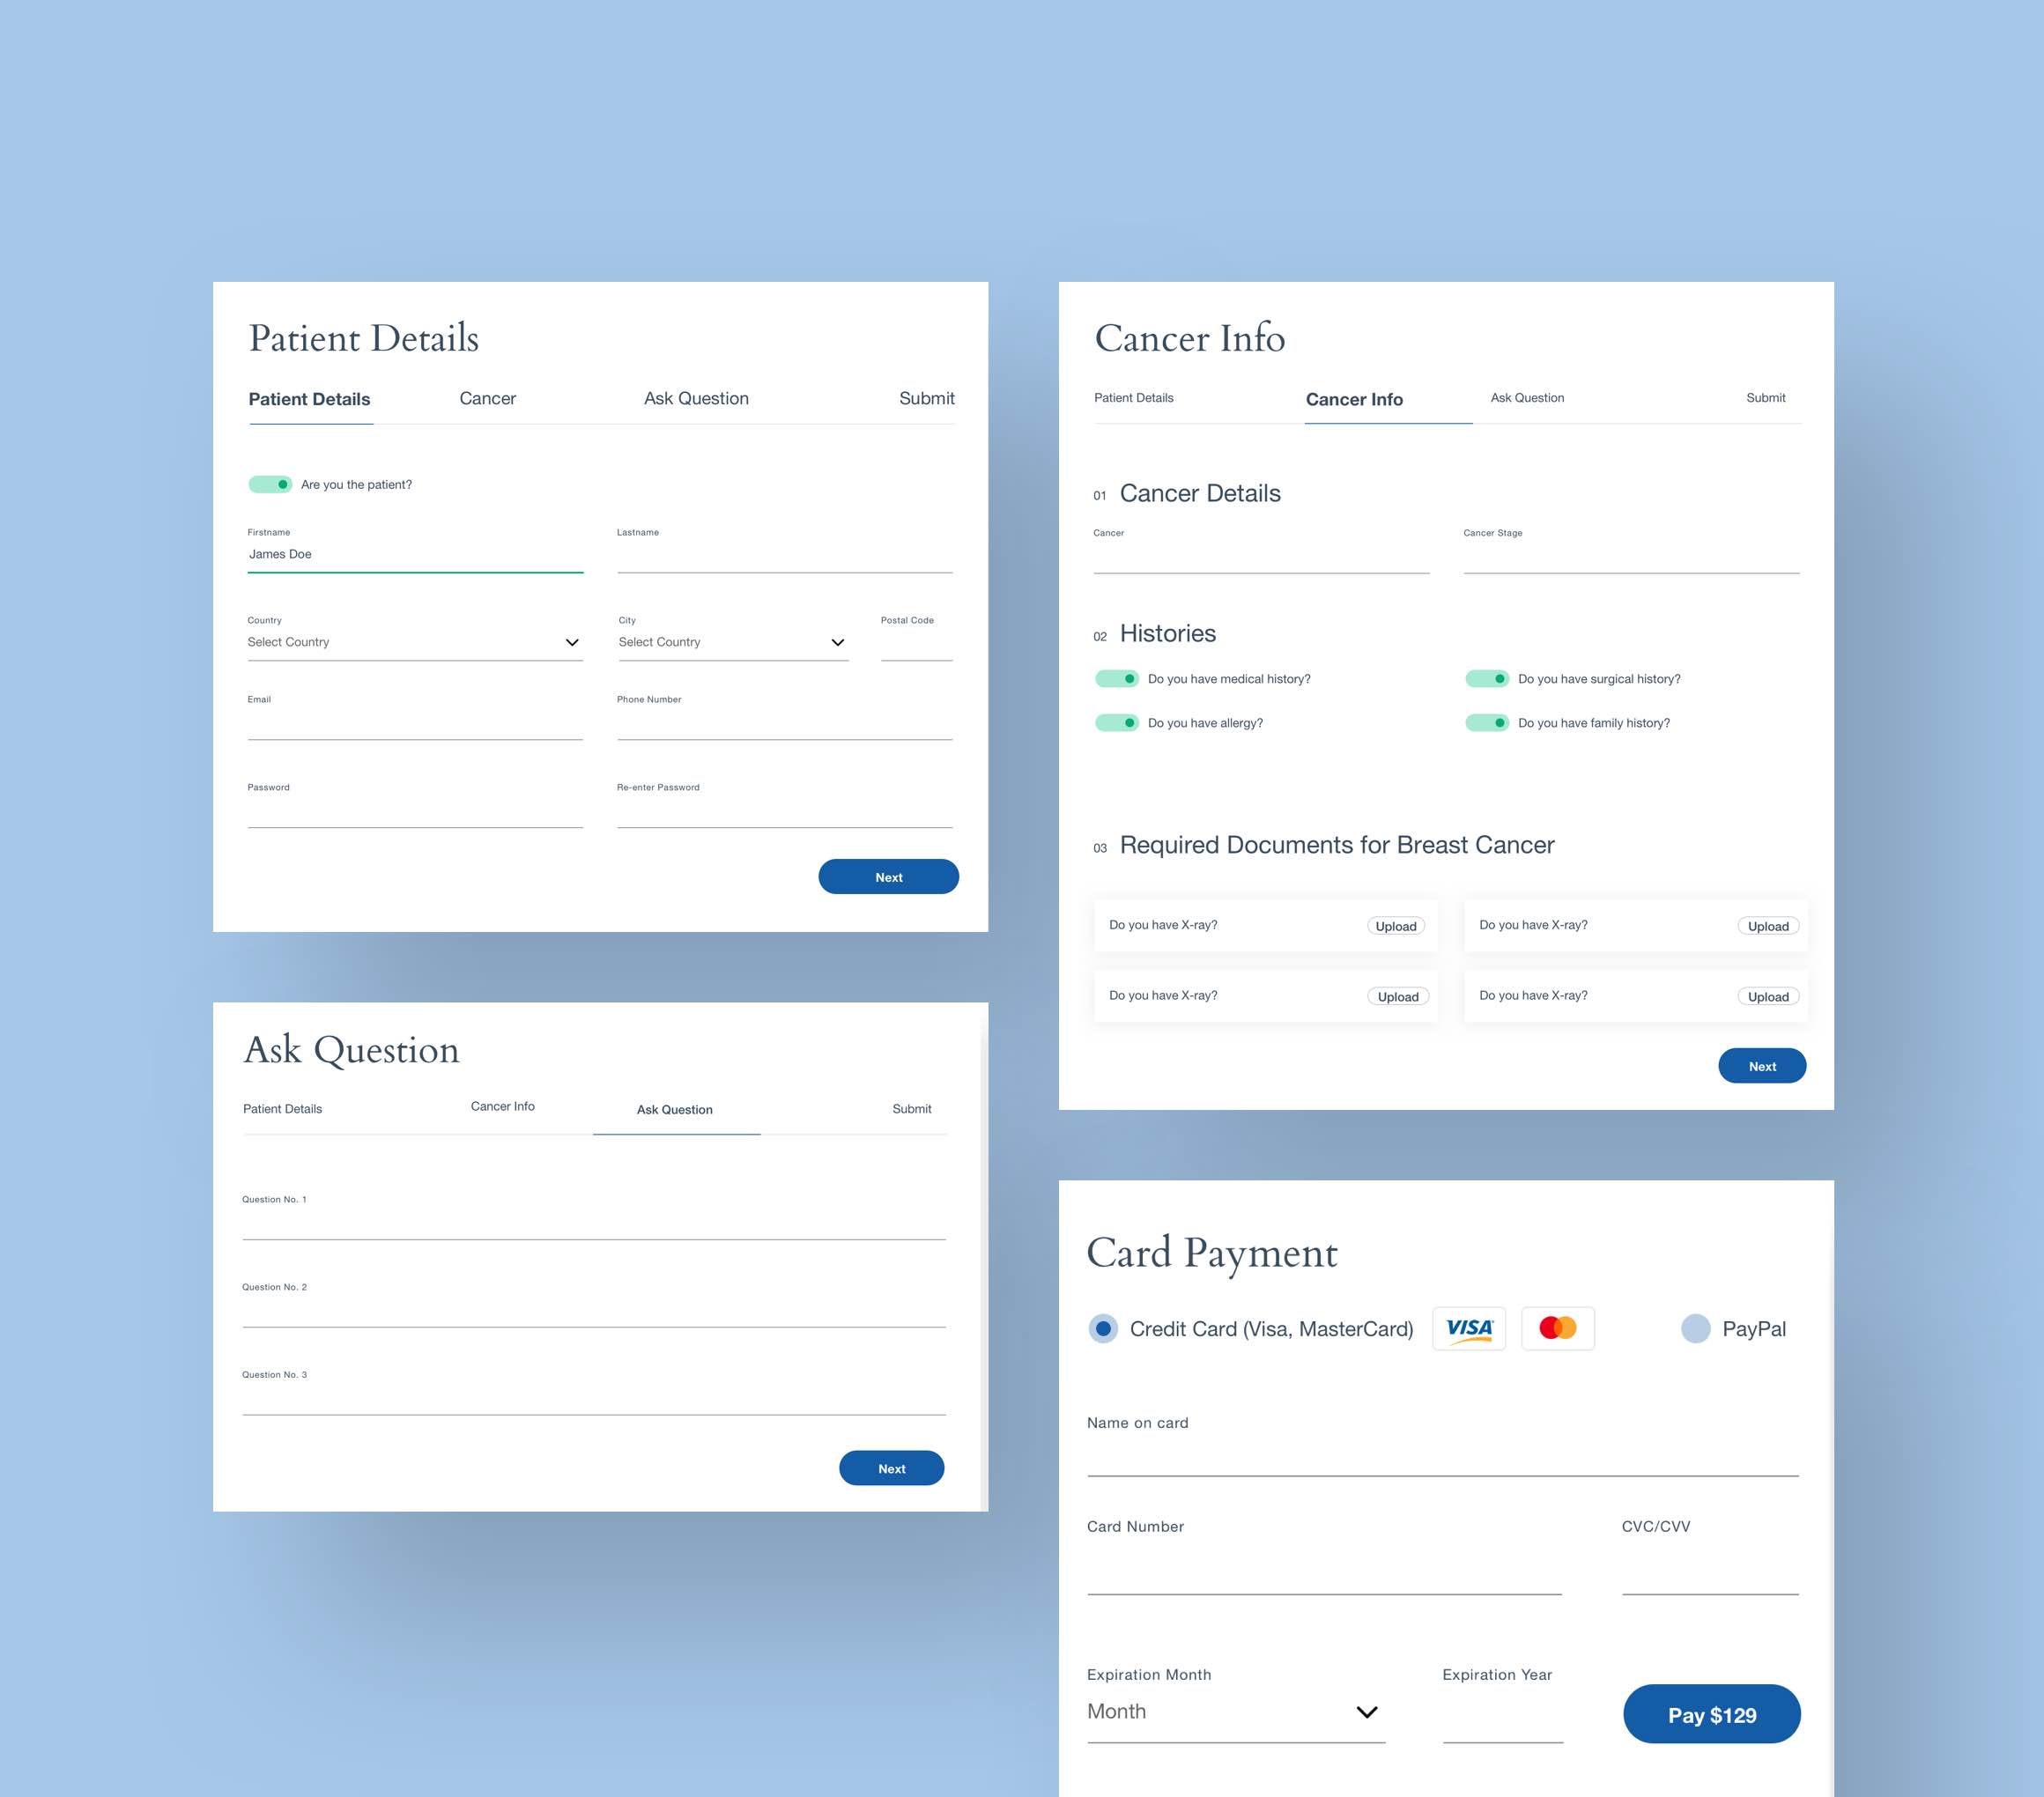 Patient Details
Patient Details Cancer Ask Question Submit
Are you the patient?
Firstname Lastname
James Doe
Country City Postal Code
Select Country Select Country
Email Phone Number
Password Re-enter Password
Next
Cancer Info
Patient Details Cancer Info Ask Question Submit
01 Cancer Details
Cancer Cancer Stage
02 Histories
Do you have medical history? Do you have surgical history?
Do you have allergy? Do you have family history?
03 Required Documents for Breast Cancer
Do you have X-ray? Upload Do you have X-ray? Upload
Do you have X-ray? Upload Do you have X-ray? Upload
Next
Ask Question
Patient Details Cancer Info Ask Question Submit
Question No. 1
Question No. 2
Question No. 3
Next
Card Payment
Credit Card (Visa, MasterCard) VISA PayPal
Name on card
Card Number CVC/CVV
Expiration Month Expiration Year
Month
Pay $129